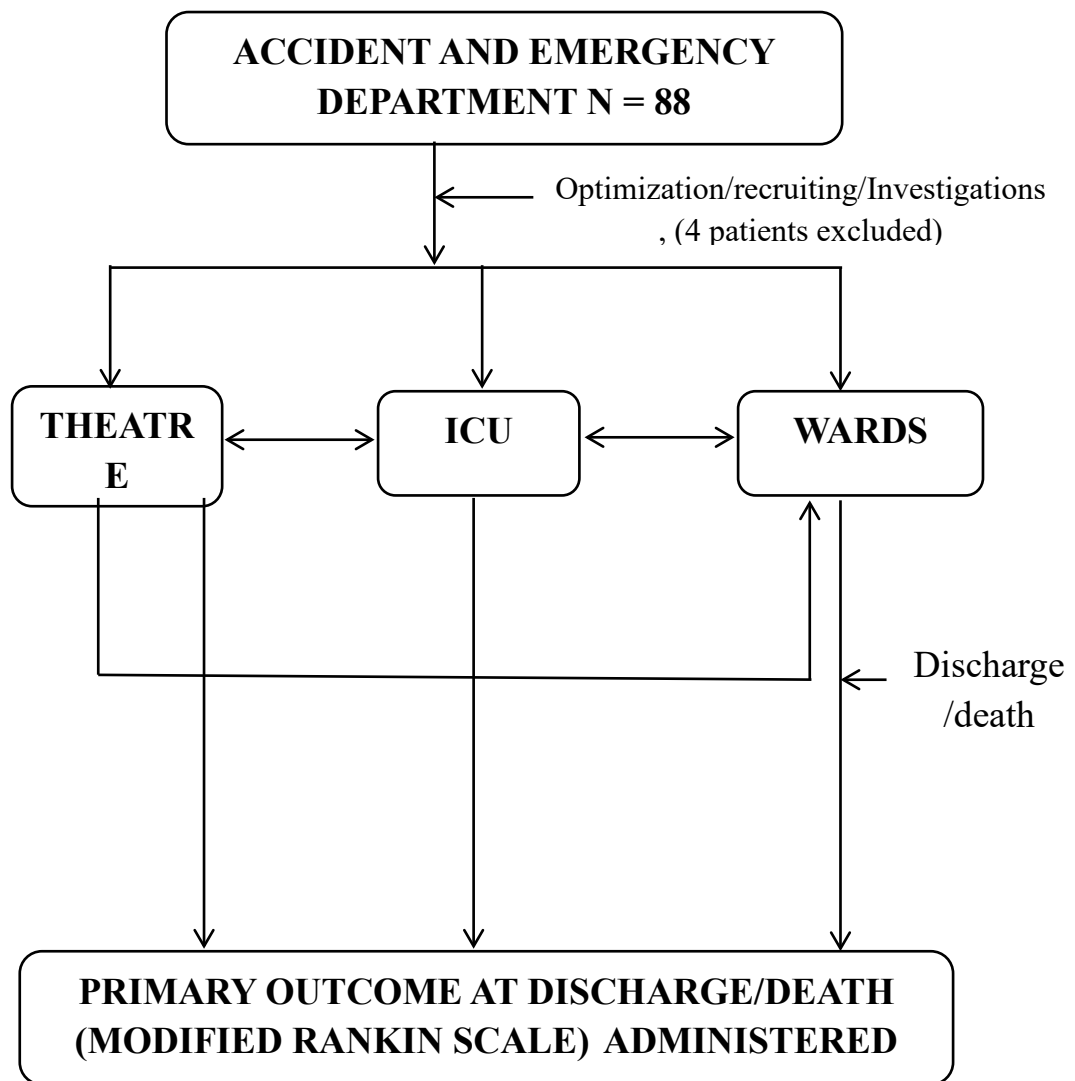 ACCIDENT AND EMERGENCY
DEPARTMENT N = 88
Optimization/recruiting/Investigations
, (4 patients excluded)
THEATR
E
ICU
WARDS
Discharge
/death
PRIMARY OUTCOME AT DISCHARGE/DEATH
(MODIFIED RANKIN SCALE) ADMINISTERED